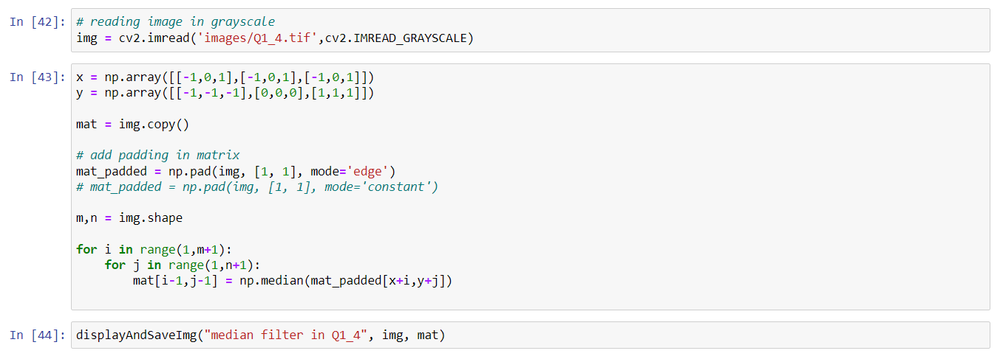 In [42]: # reading image in grayscale
img = cv2.imread('images/Q1_4.tif',cv2.IMREAD_GRAYSCALE)
In [43]: x = np.array([[-1,0,1],[-1,0,1],[-1,0,1]])
y = np.array([[-1,-1,-1],[0,0,0],[1,1,1]])
mat = img.copy()
# add padding in matrix
mat_padded = np.pad(img, [1, 1], mode='edge')
# mat_padded = np.pad(img, [1, 1], mode='constant')
m,n = img.shape
for i in range(1,m+1):
    for j in range(1,n+1):
        mat[i-1,j-1] = np.median(mat_padded[x+i,y+j])
In [44]: displayAndSaveImg("median filter in Q1_4", img, mat)